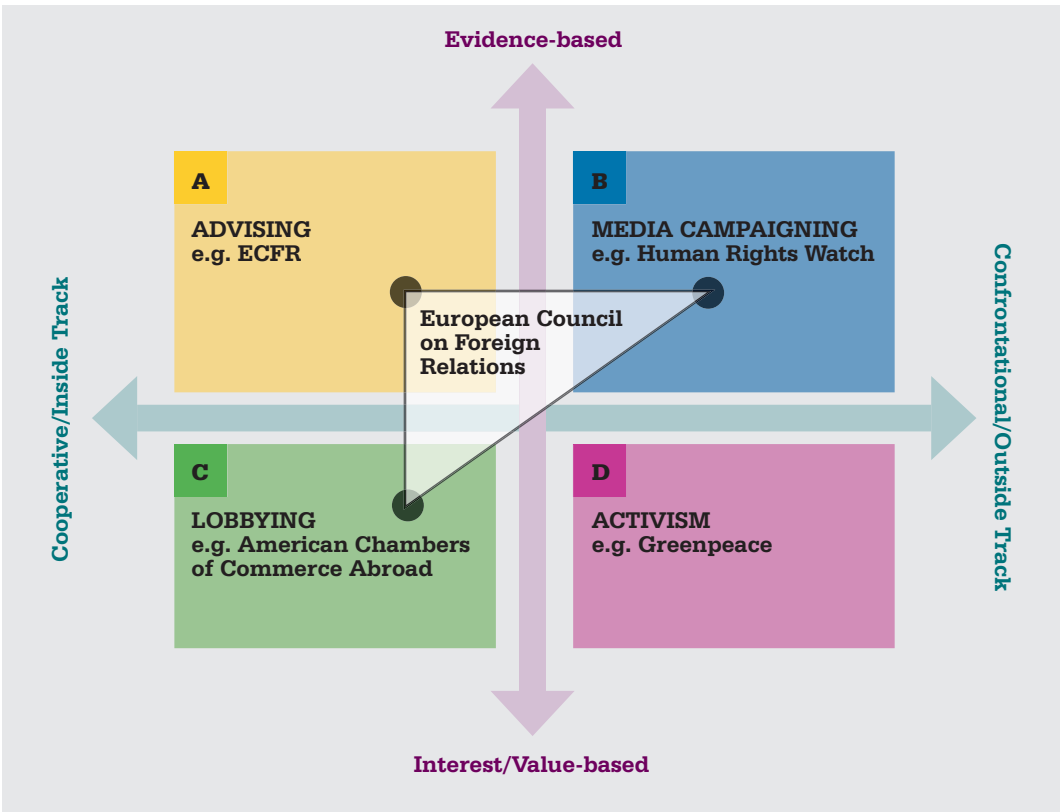 Evidence-based
A
ADVISING
e.g. ECFR
B
MEDIA CAMPAIGNING
e.g. Human Rights Watch
European Council
on Foreign
Relations
Cooperative/Inside Track
Confrontational/Outside Track
C
LOBBYING
e.g. American Chambers
of Commerce Abroad
D
ACTIVISM
e.g. Greenpeace
Interest/Value-based